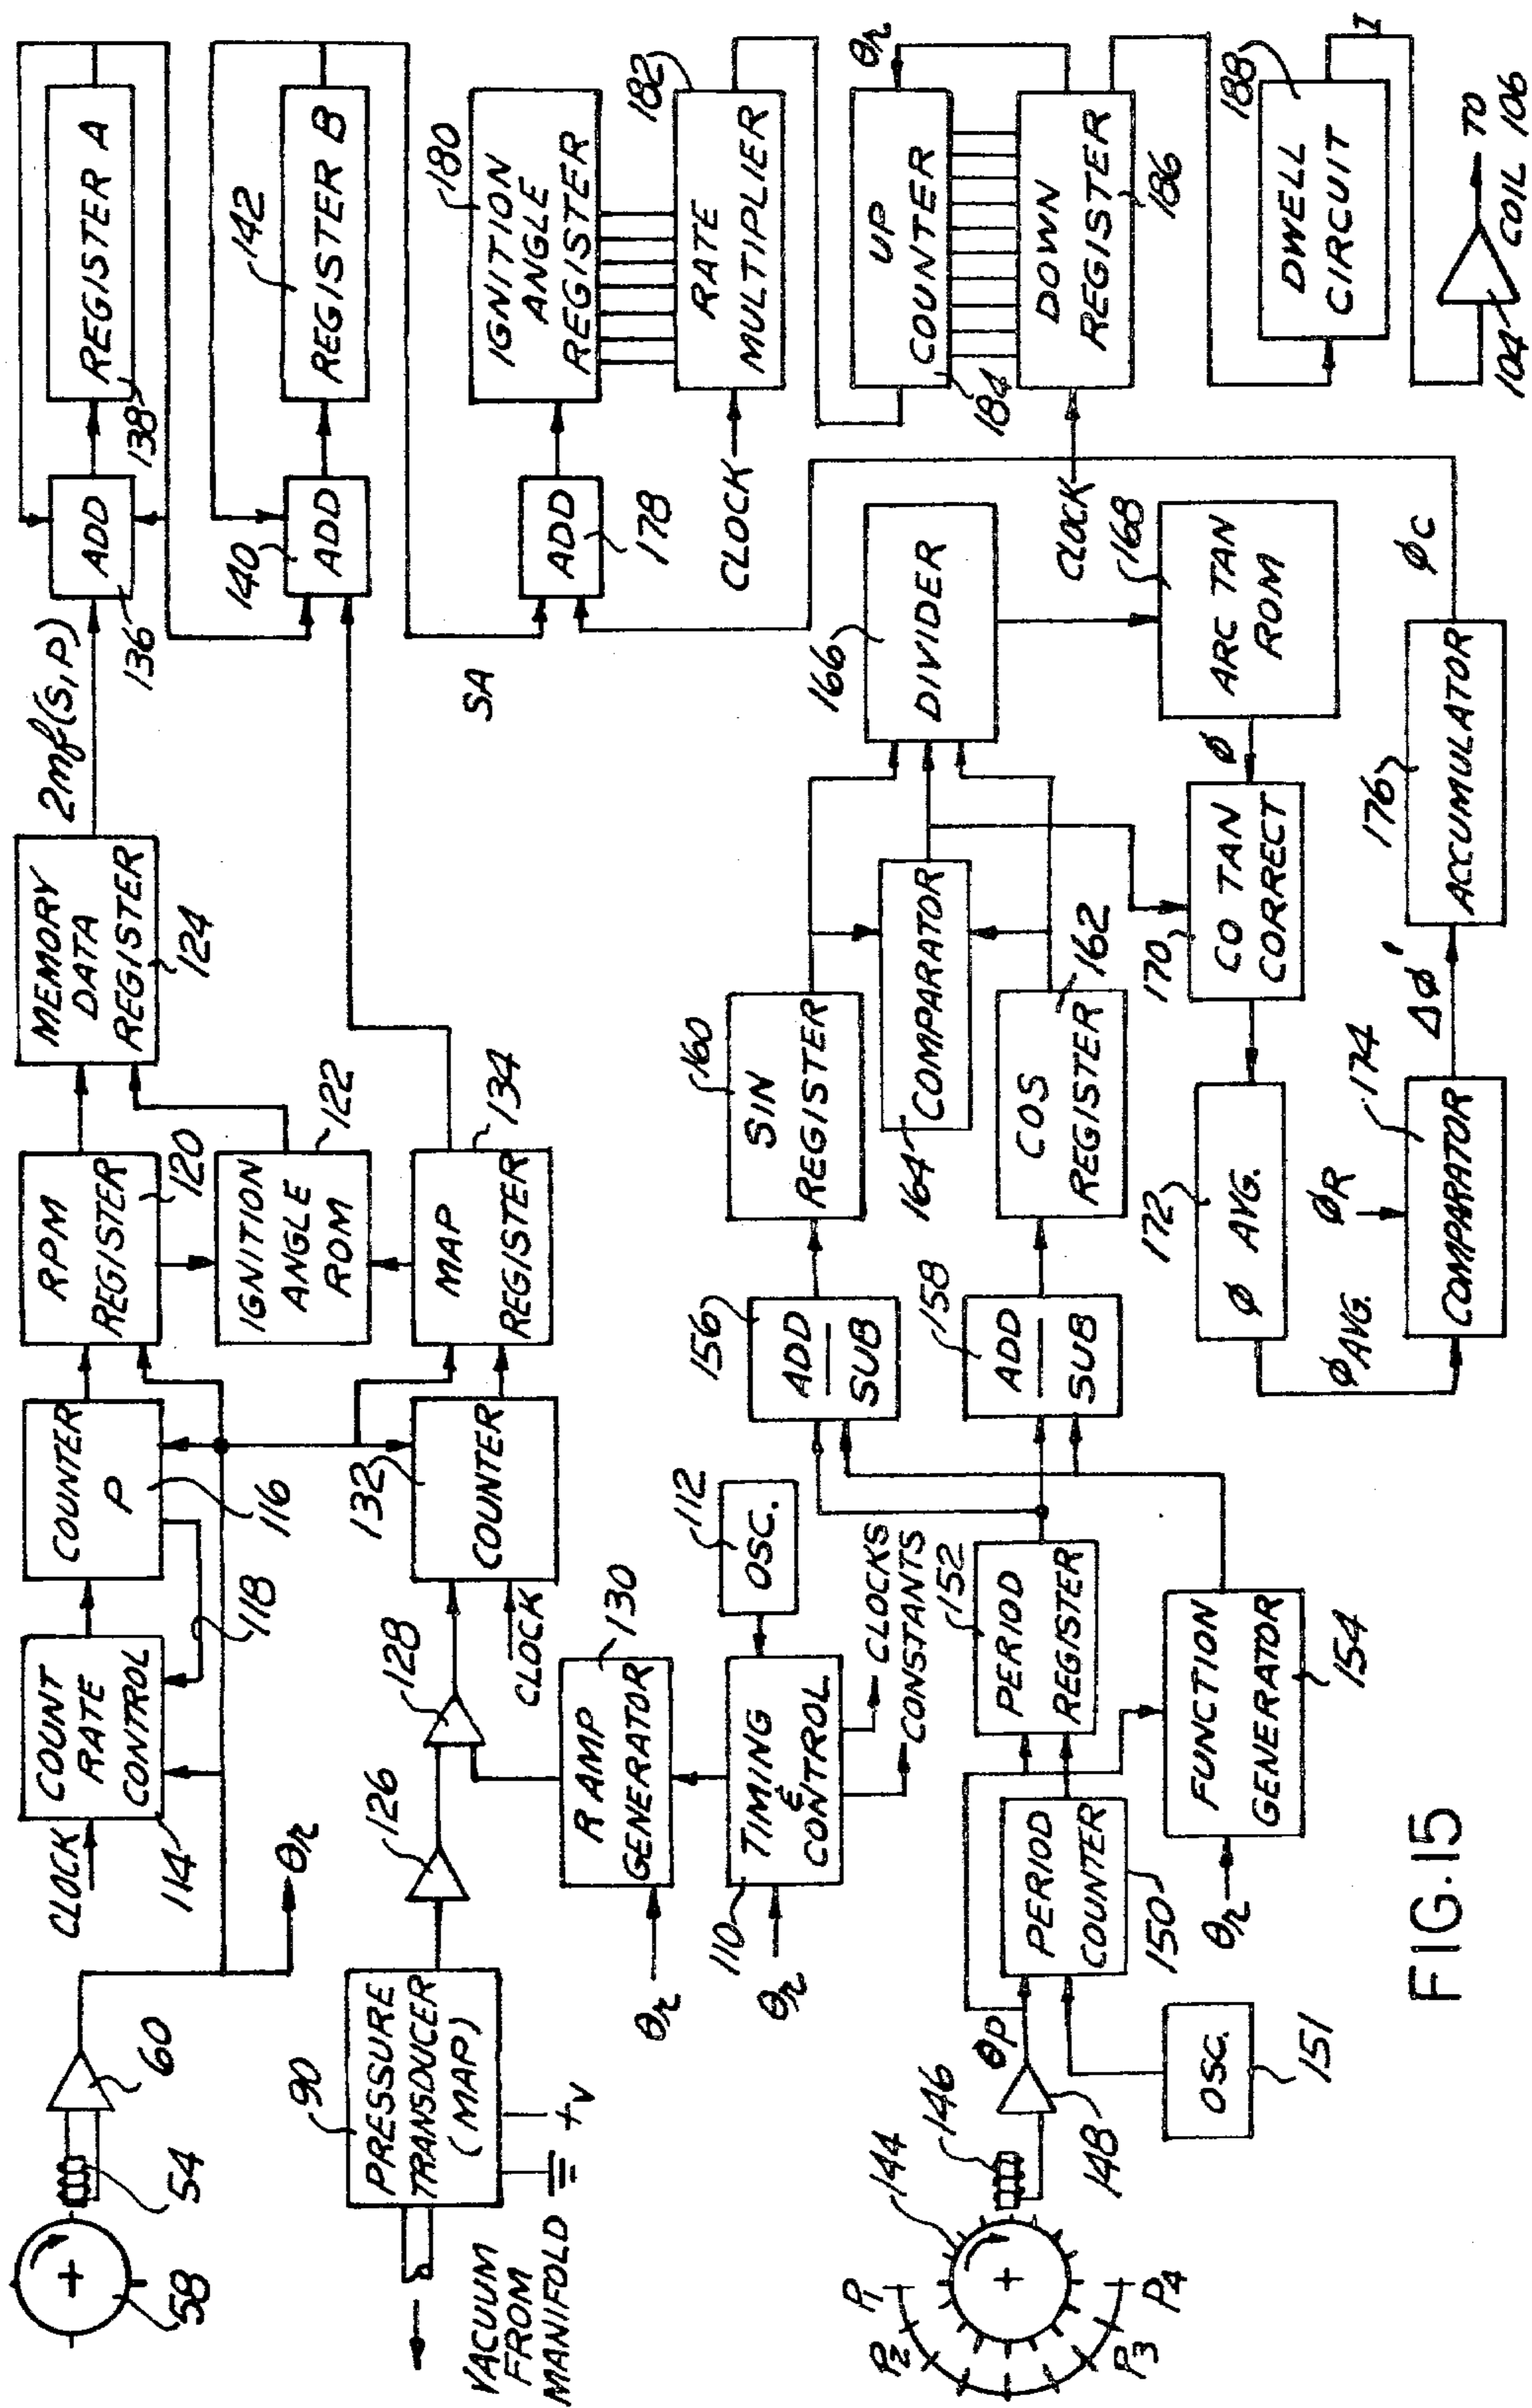 58
54
60
θr
CLOCK
114
COUNT
RATE
CONTROL
118
COUNTER
P
116
RPM
REGISTER
120
IGNITION
ANGLE
ROM
122
MEMORY
DATA
REGISTER
124
2mf(S,P)
136
ADD
138
REGISTER A
VACUUM
FROM
MANIFOLD
90
PRESSURE
TRANSDUCER
(MAP)
+V
126
128
CLOCK
132
COUNTER
MAP
REGISTER
134
140
ADD
142
REGISTER B
θr
RAMP
GENERATOR
130
θr
110
TIMING
&
CONTROL
112
OSC.
CLOCKS
CONSTANTS
SA
ADD
178
180
IGNITION
ANGLE
REGISTER
CLOCK
RATE
MULTIPLIER
182
UP
COUNTER
184
θr
CLOCK
DOWN
REGISTER
186
DWELL
CIRCUIT
188
I
104
TO
COIL 106
P1
P2
P3
P4
144
146
148
θP
OSC.
151
PERIOD
COUNTER
150
152
PERIOD
REGISTER
θr
FUNCTION
GENERATOR
154
156
ADD
SUB
158
ADD
SUB
160
SIN
REGISTER
164
COMPARATOR
COS
REGISTER
162
166
DIVIDER
168
ARC TAN
ROM
ø
170
CO TAN
CORRECT
172
ø AVG.
øAVG.
øR
COMPARATOR
174
Δø'
176
ACCUMULATOR
øC
FIG.15